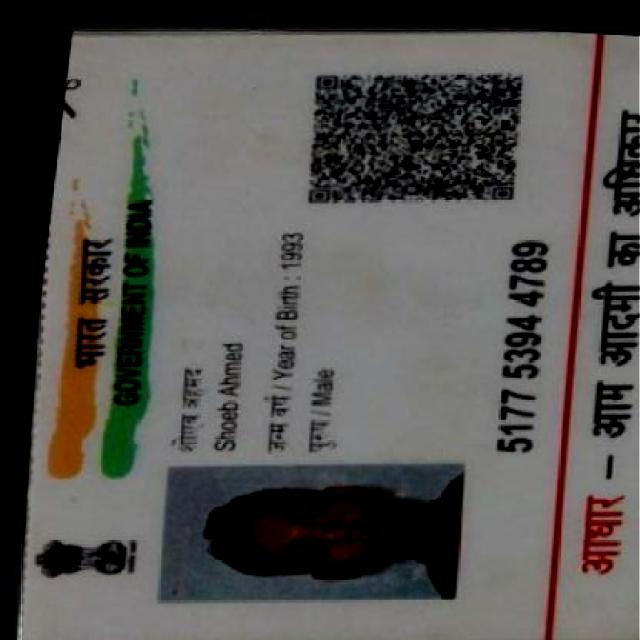 भारत सरकार
GOVERNMENT OF INDIA
शोएब अहमद
Shoeb Ahmed
जन्म वर्ष / Year of Birth : 1993
पुरुष / Male
5177 5394 4789
आधार – आम आदमी का अधिकार